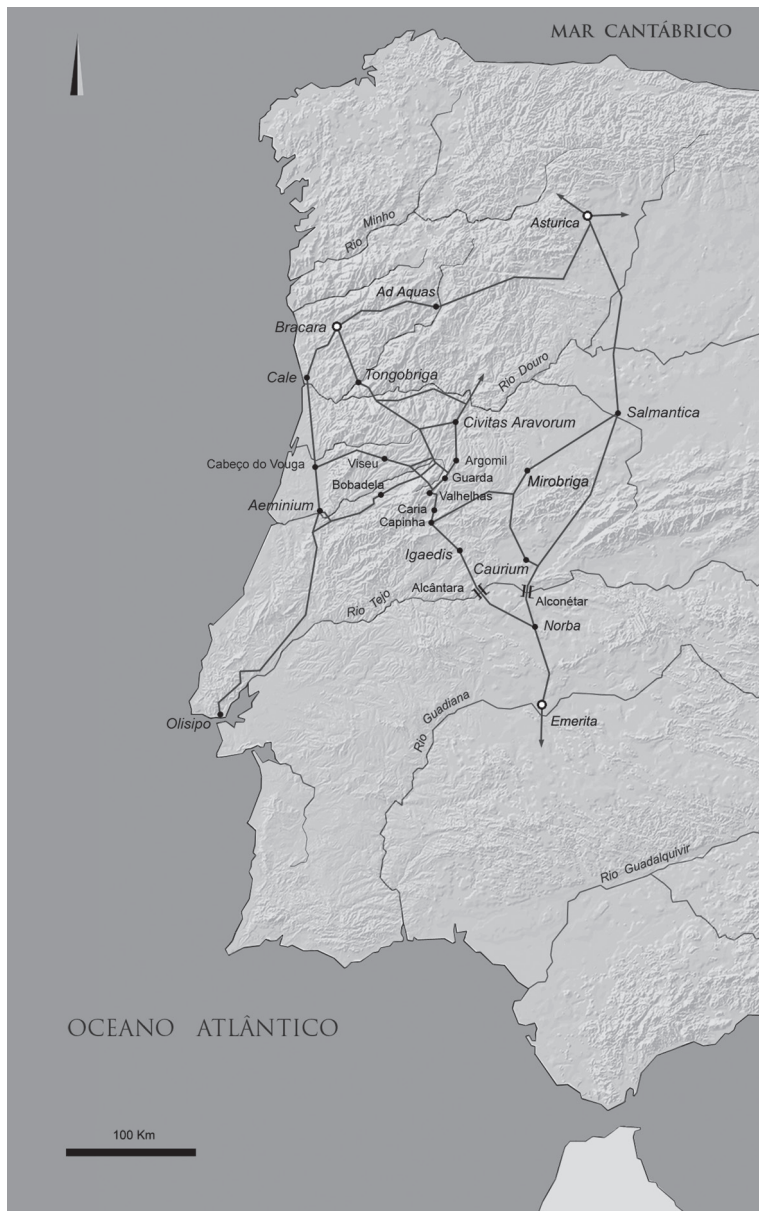 MAR CANTÁBRICO
Rio Minho
Asturica
Ad Aquas
Bracara
Cale
Tongobriga
Rio Douro
Civitas Aravorum
Salmantica
Cabeço do Vouga
Viseu
Argomil
Guarda
Mirobriga
Bobadela
Valhelhas
Aeminium
Caria
Capinha
Igaedis
Caurium
Alcântara
Alconétar
Rio Tejo
Norba
Rio Guadiana
Emerita
Olisipo
Rio Guadalquivir
OCEANO ATLÂNTICO
100 Km